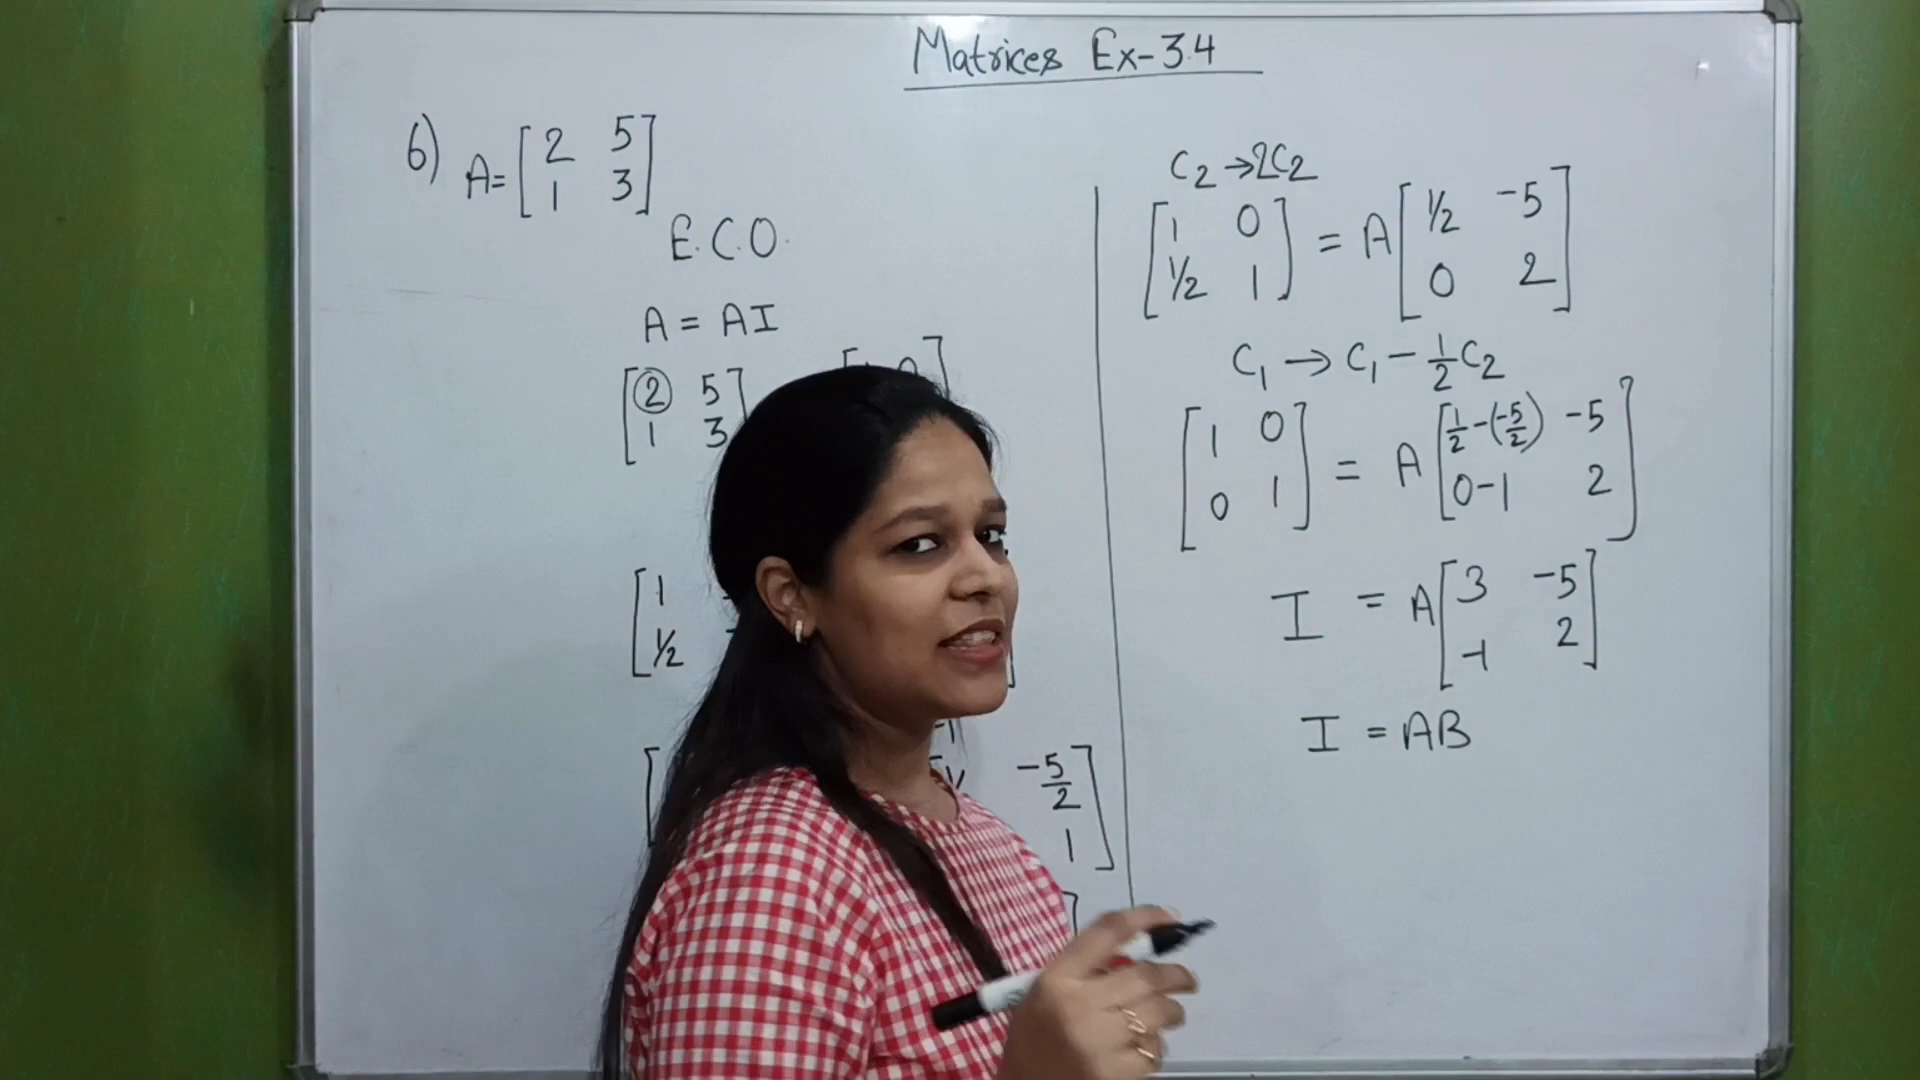 Matrices Ex-3.4
6) A= [2 5
1 3]
E.C.O.
A = AI
[2 5
1 3
[1
1/2
-1
-5/2
1]
C2 → 2C2
[1 0
1/2 1] = A [1/2 -5
0 2]
C1 → C1 - 1/2 C2
[1 0
0 1] = A [1/2 -(-5/2) -5
0-1 2]
I = A [3 -5
-1 2]
I = AB